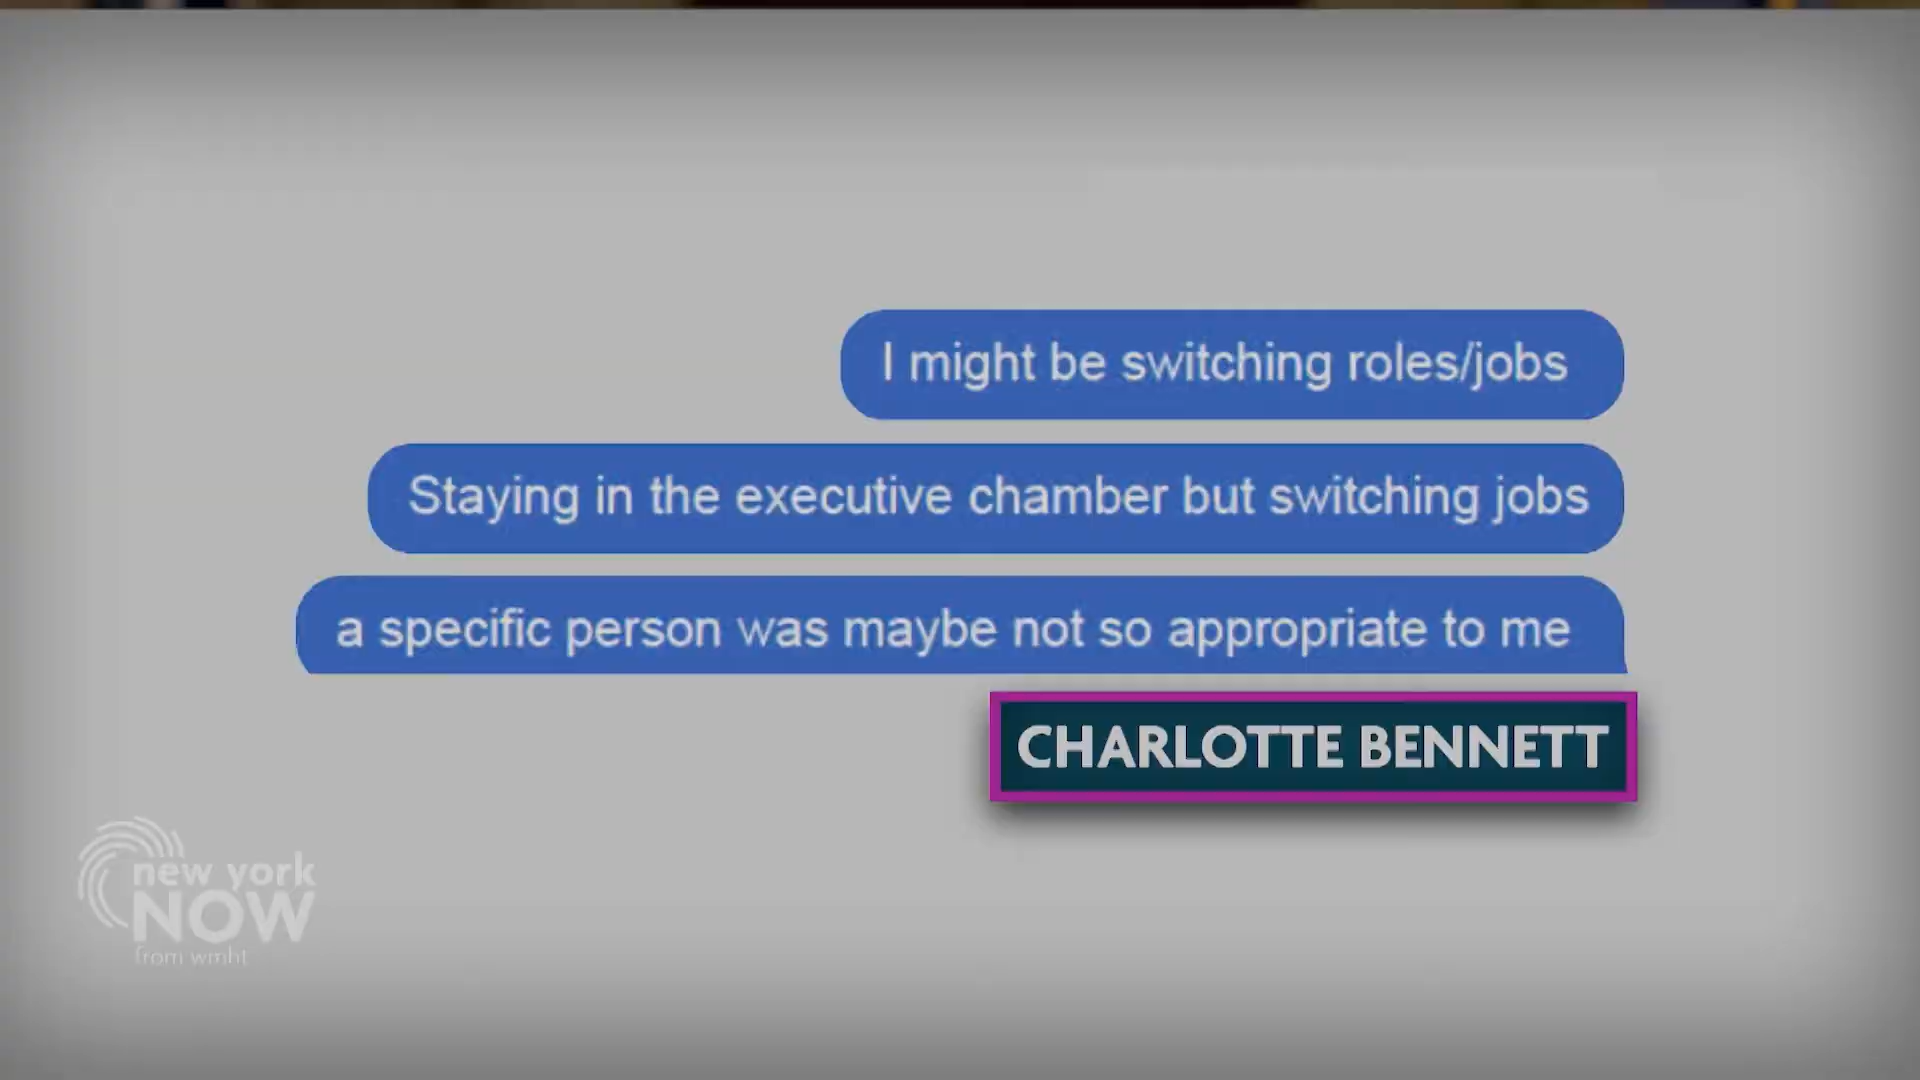 I might be switching roles/jobs
Staying in the executive chamber but switching jobs
a specific person was maybe not so appropriate to me
CHARLOTTE BENNETT
new york
NOW
from wmht